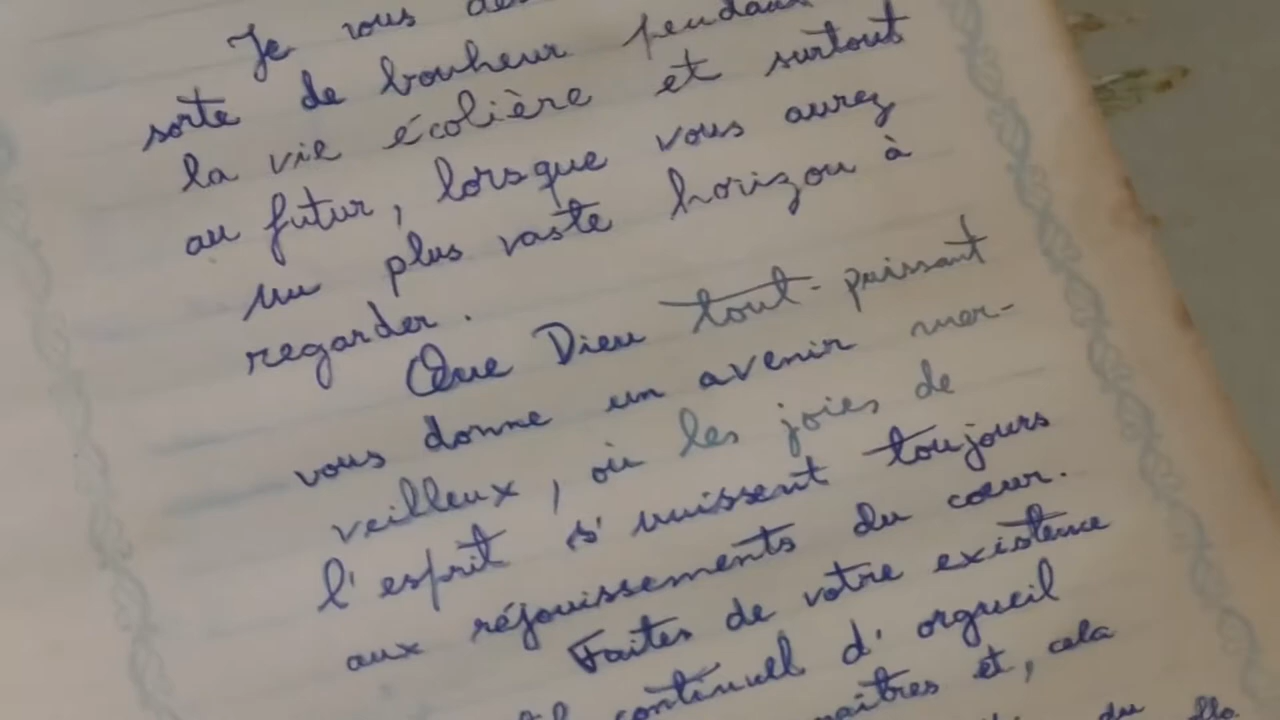 Je vous
sorte de bonheur pendant
la vie écolière et surtout
au futur, lorsque vous aurez
un plus vaste horizon à
regarder.
Que Dieu tout-puissant
vous donne un avenir mer-
veilleux, où les joies de
l'esprit s'unissent toujours
aux réjouissements du cœur.
Faites de votre existence
continuel d'orgueil
et, cela
du